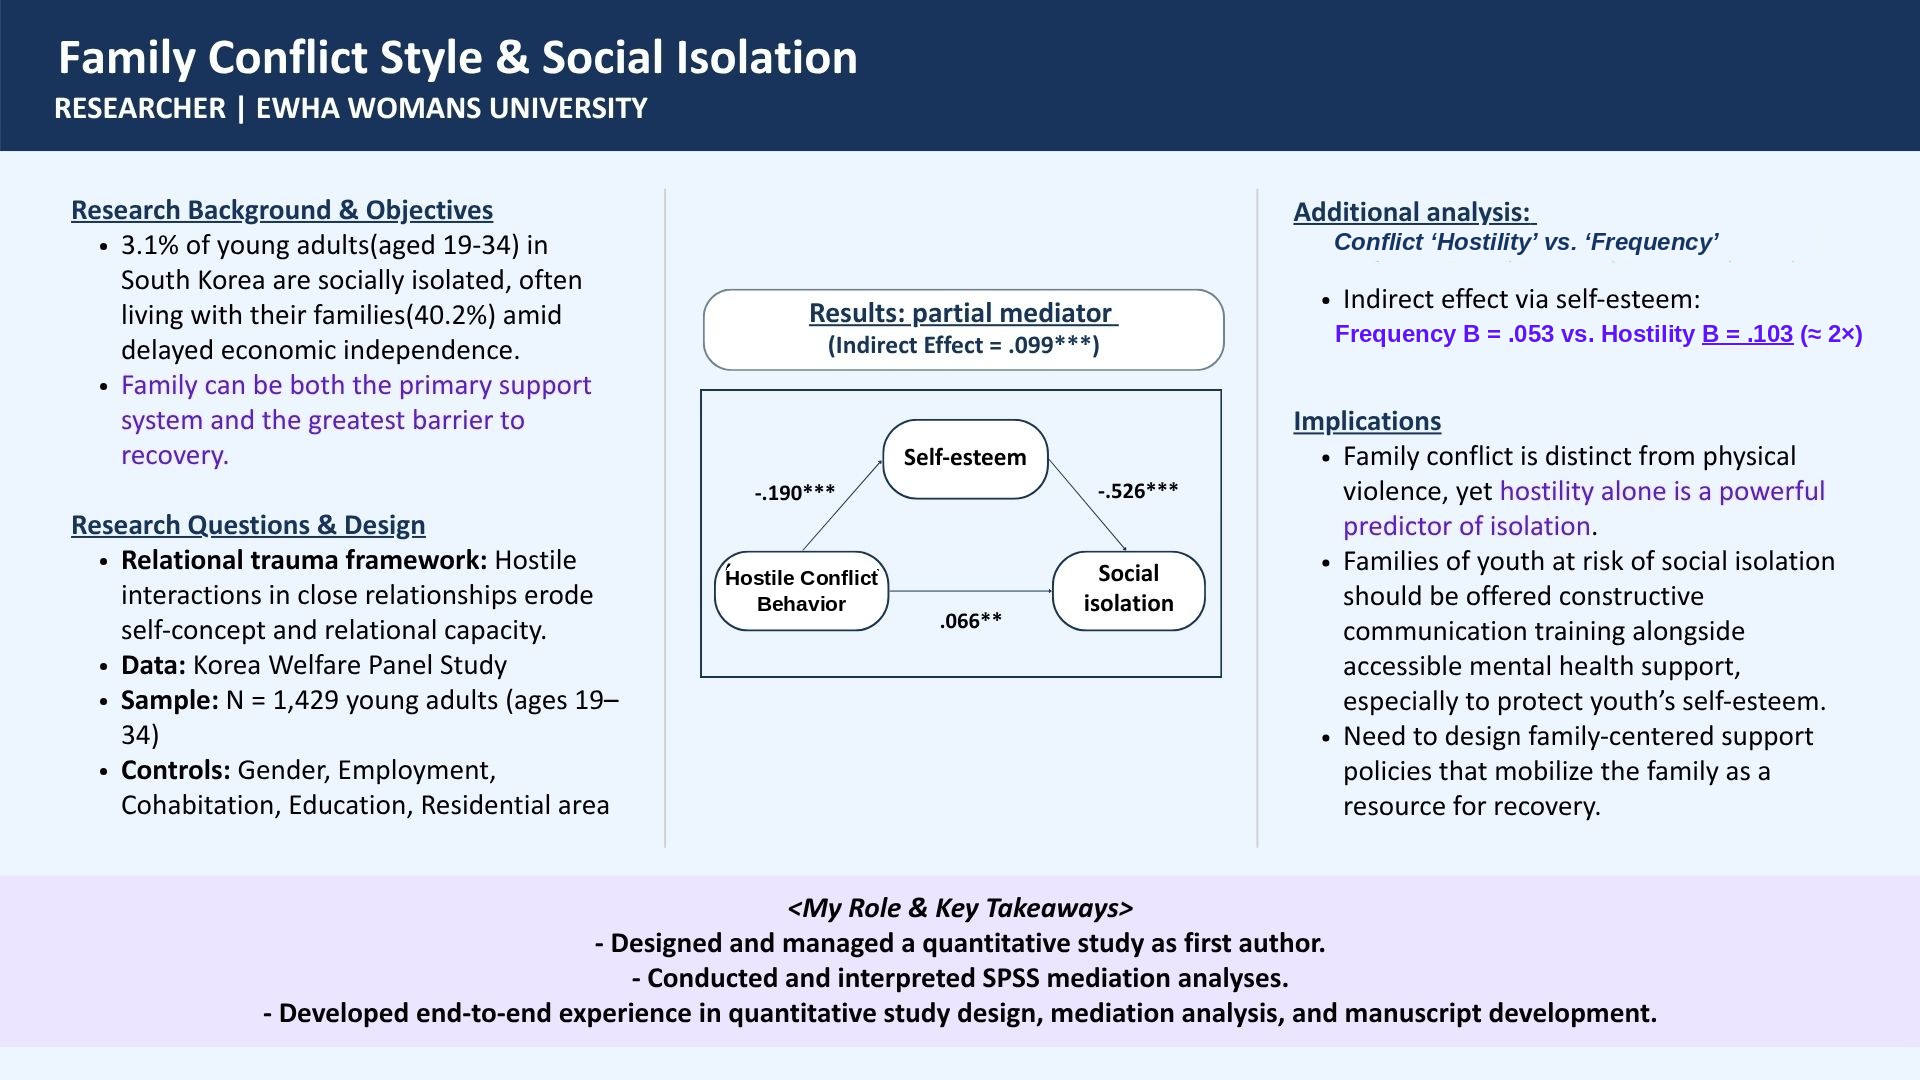 Family Conflict Style & Social Isolation
RESEARCHER | EWHA WOMANS UNIVERSITY
Research Background & Objectives
• 3.1% of young adults(aged 19-34) in
South Korea are socially isolated, often
living with their families(40.2%) amid
delayed economic independence.
• Family can be both the primary support
system and the greatest barrier to
recovery.
Research Questions & Design
• Relational trauma framework: Hostile
interactions in close relationships erode
self-concept and relational capacity.
• Data: Korea Welfare Panel Study
• Sample: N = 1,429 young adults (ages 19–
34)
• Controls: Gender, Employment,
Cohabitation, Education, Residential area
Results: partial mediator
(Indirect Effect = .099***)
Self-esteem
-.190***
-.526***
Hostile Conflict
Behavior
Social
isolation
.066**
Additional analysis:
Conflict ‘Hostility’ vs. ‘Frequency’
• Indirect effect via self-esteem:
Frequency B = .053 vs. Hostility B = .103 (≈ 2×)
Implications
• Family conflict is distinct from physical
violence, yet hostility alone is a powerful
predictor of isolation.
• Families of youth at risk of social isolation
should be offered constructive
communication training alongside
accessible mental health support,
especially to protect youth’s self-esteem.
• Need to design family-centered support
policies that mobilize the family as a
resource for recovery.
<My Role & Key Takeaways>
- Designed and managed a quantitative study as first author.
- Conducted and interpreted SPSS mediation analyses.
- Developed end-to-end experience in quantitative study design, mediation analysis, and manuscript development.